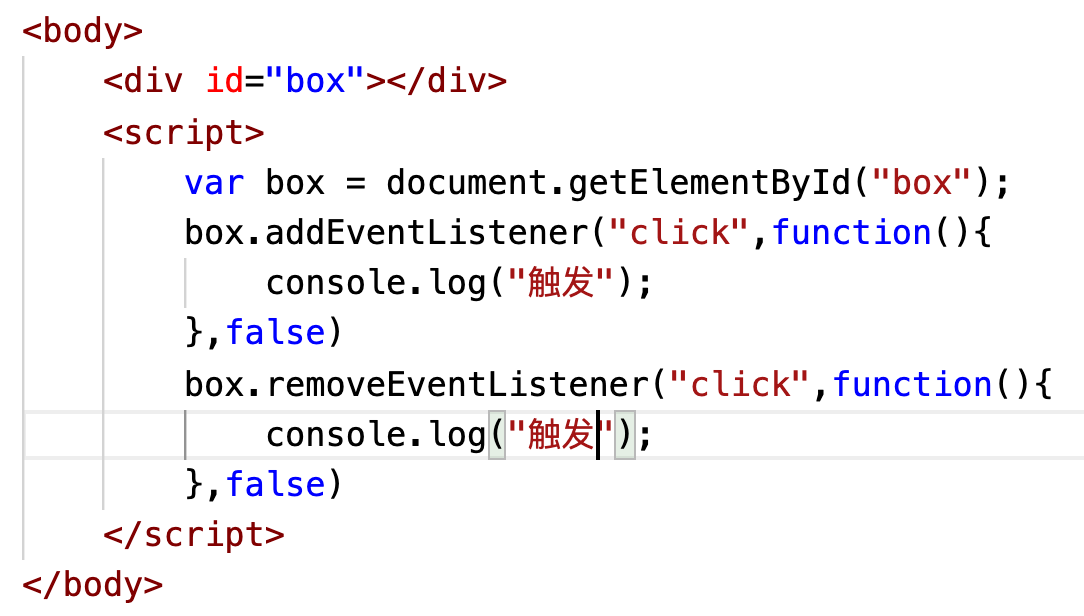 <body>
    <div id="box"></div>
    <script>
        var box = document.getElementById("box");
        box.addEventListener("click",function(){
            console.log("触发");
        },false)
        box.removeEventListener("click",function(){
            console.log("触发");
        },false)
    </script>
</body>